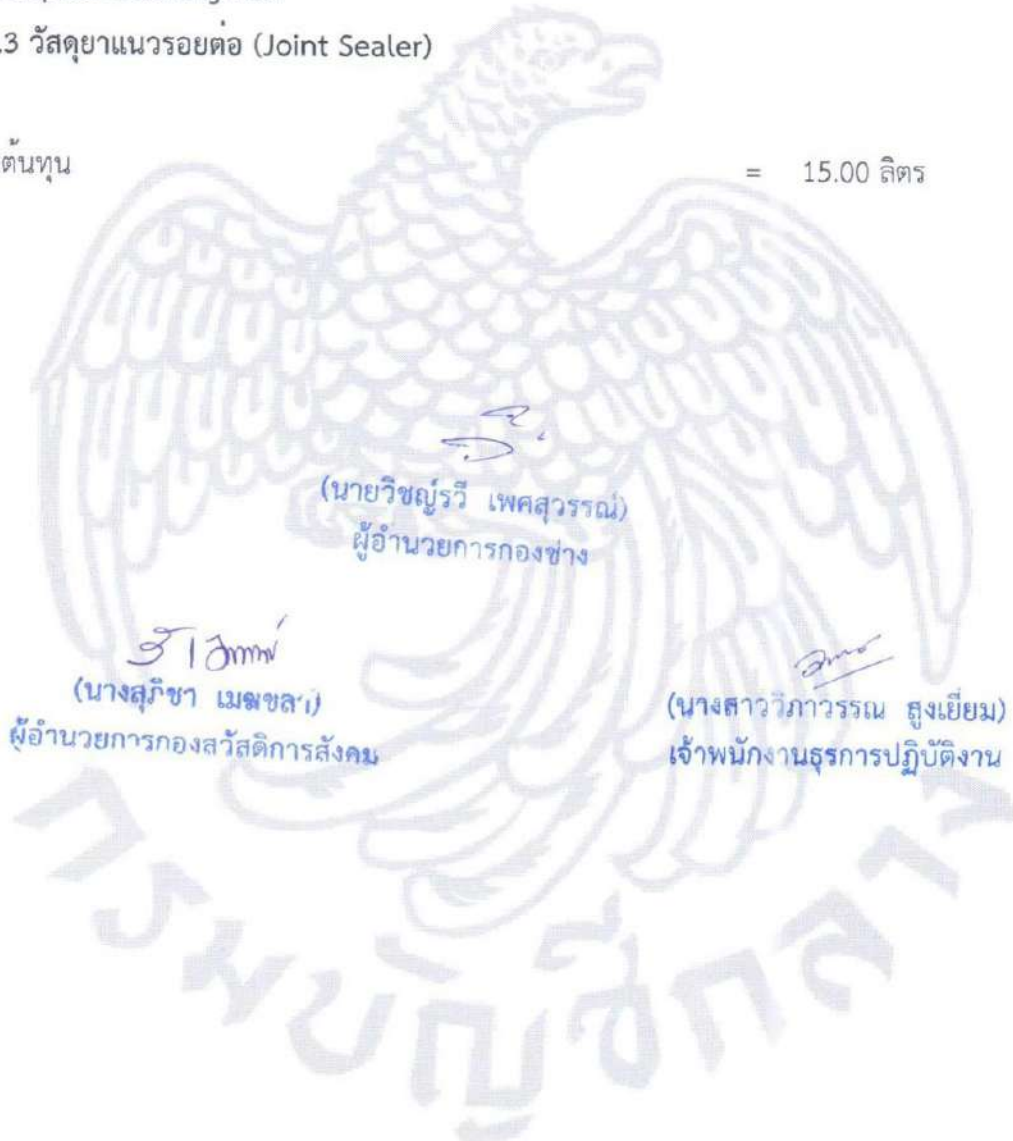 .3 วัสดุยาแนวรอยต่อ (Joint Sealer)
ต้นทุน = 15.00 ลิตร
(นายวิชญ์รวี เพศสุวรรณ์)
ผู้อำนวยการกองช่าง
(นางสุภิชา เมฆขลา)
ผู้อำนวยการกองสวัสดิการสังคม
(นางสาววิภาวรรณ สูงเยี่ยม)
เจ้าพนักงานธุรการปฏิบัติงาน
กรมบัญชีกลาง